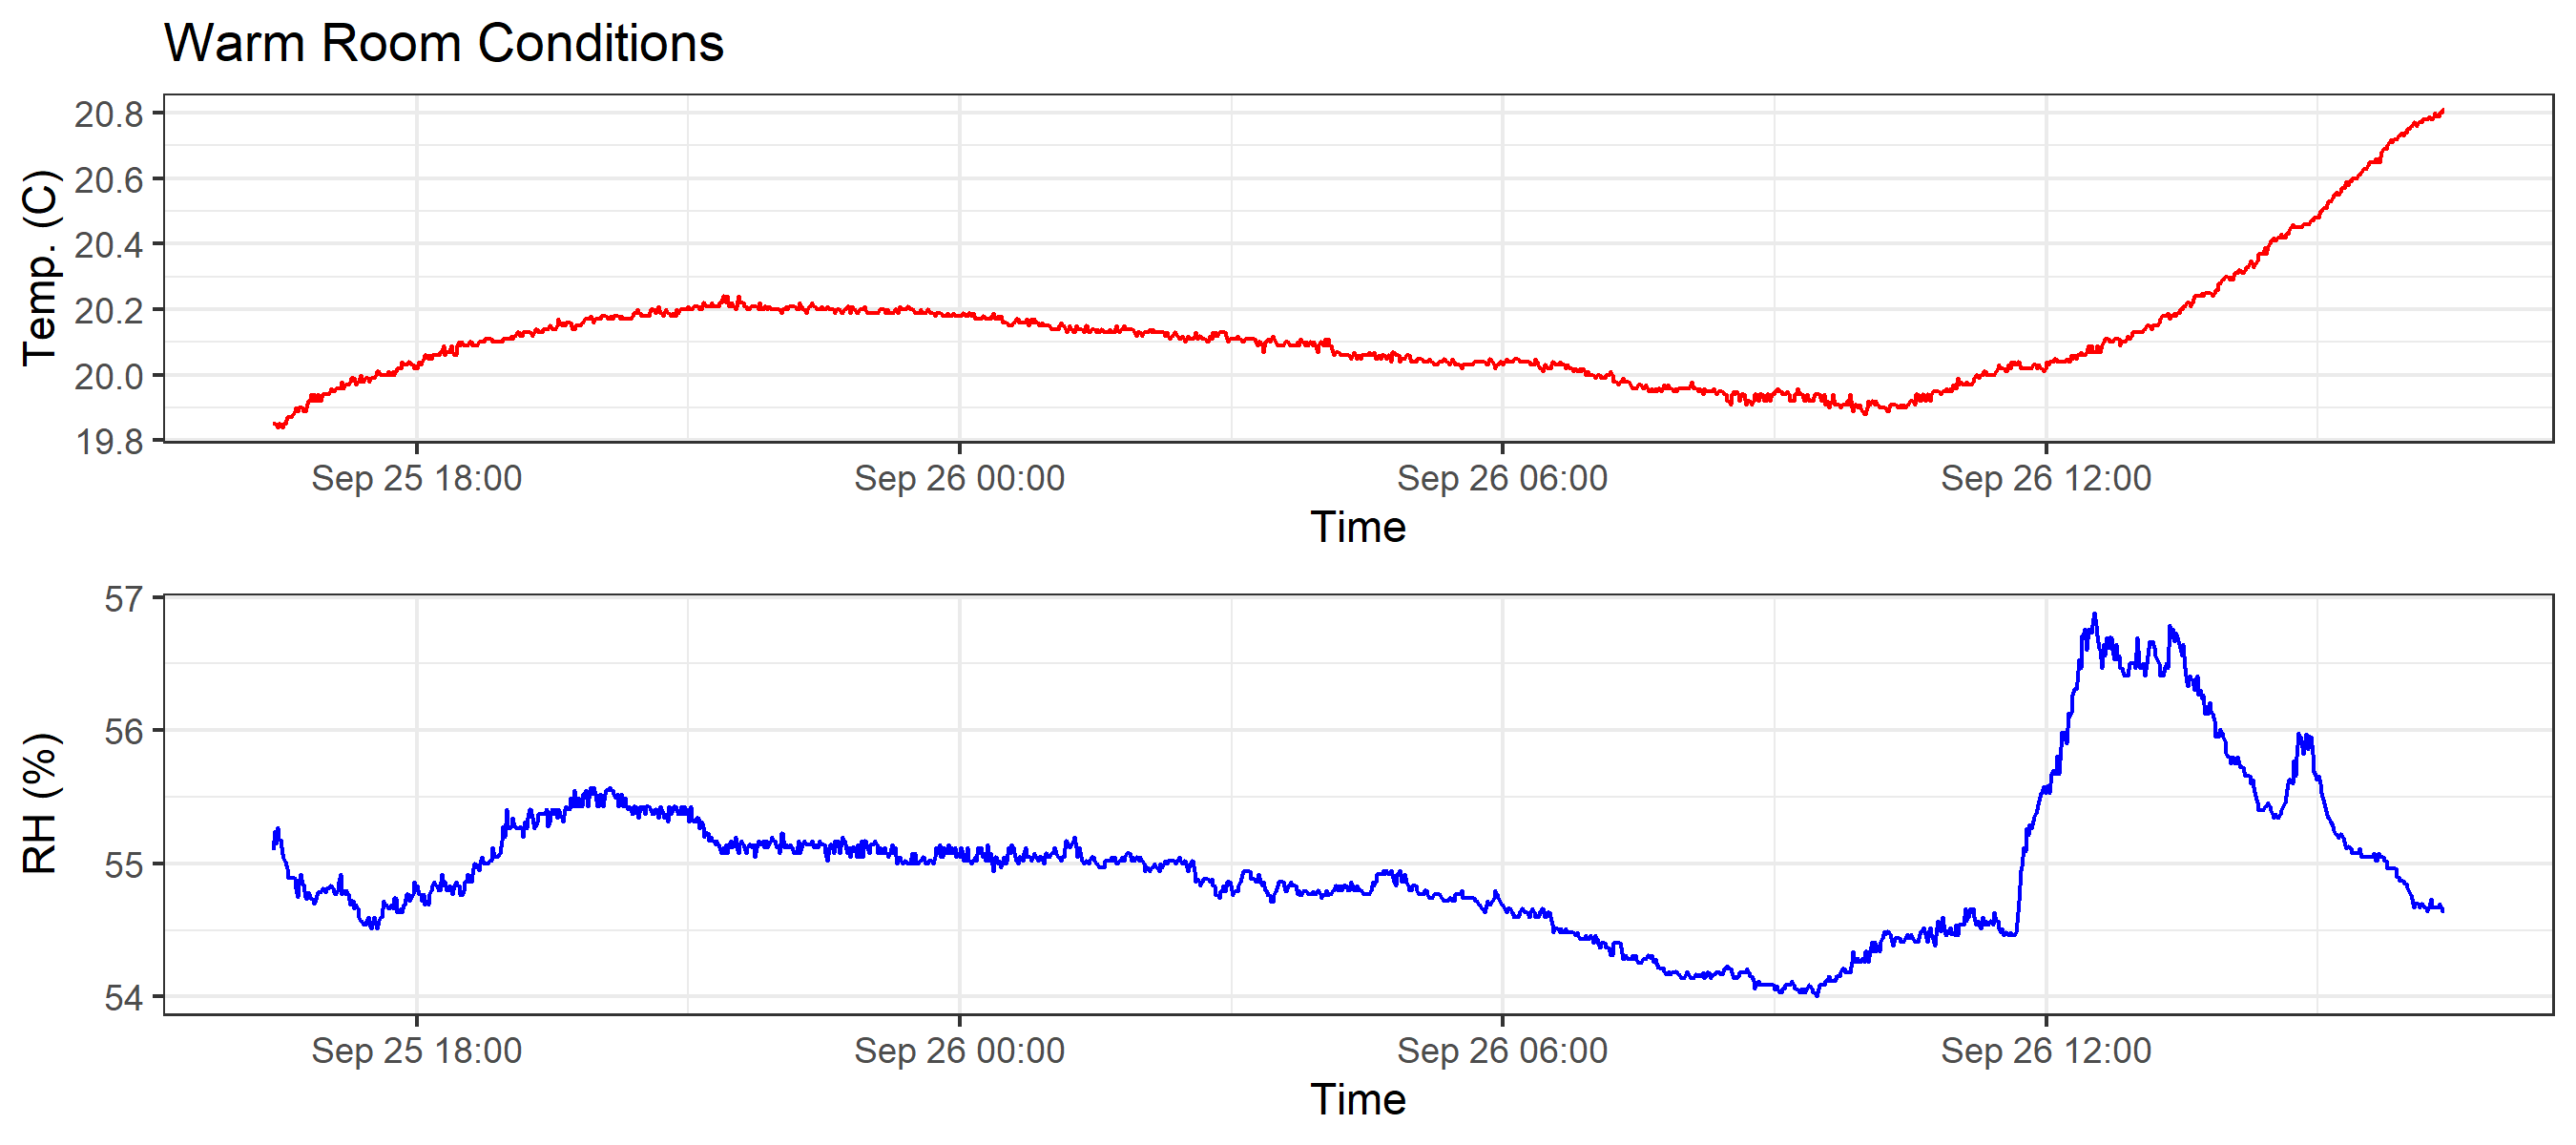 Warm Room Conditions
20.8
20.6
20.4
20.2
20.0
19.8
Temp. (C)
Sep 25 18:00 Sep 26 00:00 Sep 26 06:00 Sep 26 12:00
Time
57
56
55
54
RH (%)
Sep 25 18:00 Sep 26 00:00 Sep 26 06:00 Sep 26 12:00
Time